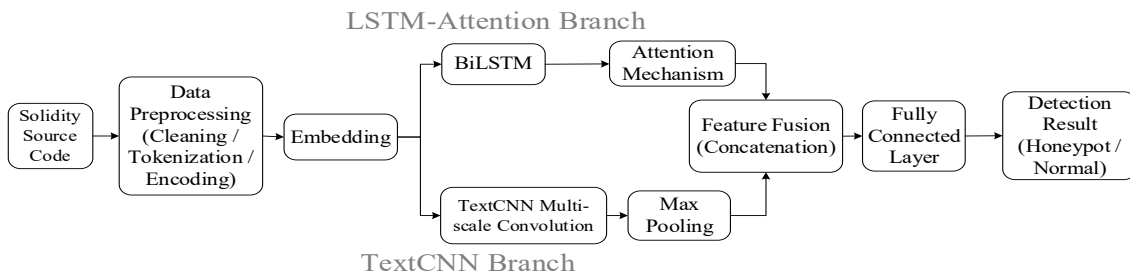 LSTM-Attention Branch
Solidity
Source
Code
Data
Preprocessing
(Cleaning /
Tokenization /
Encoding)
Embedding
BiLSTM
Attention
Mechanism
TextCNN Multi-
scale Convolution
Max
Pooling
Feature Fusion
(Concatenation)
Fully
Connected
Layer
Detection
Result
(Honeypot /
Normal)
TextCNN Branch